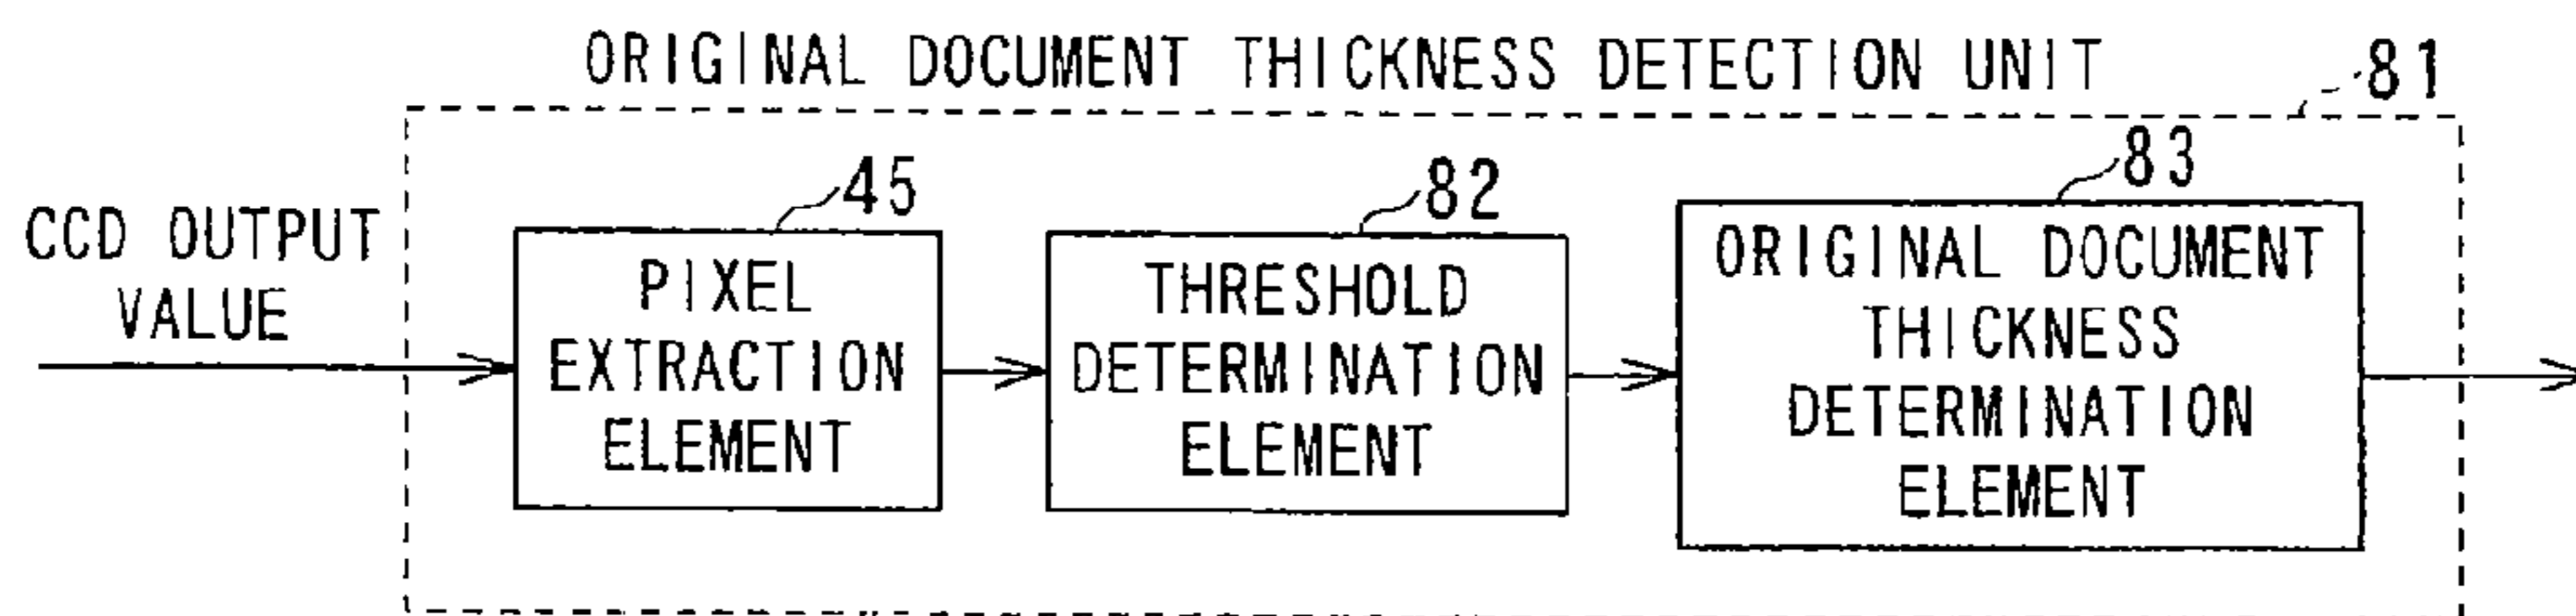 ORIGINAL DOCUMENT THICKNESS DETECTION UNIT
81
45
82
83
CCD OUTPUT
VALUE
PIXEL
EXTRACTION
ELEMENT
THRESHOLD
DETERMINATION
ELEMENT
ORIGINAL DOCUMENT
THICKNESS
DETERMINATION
ELEMENT